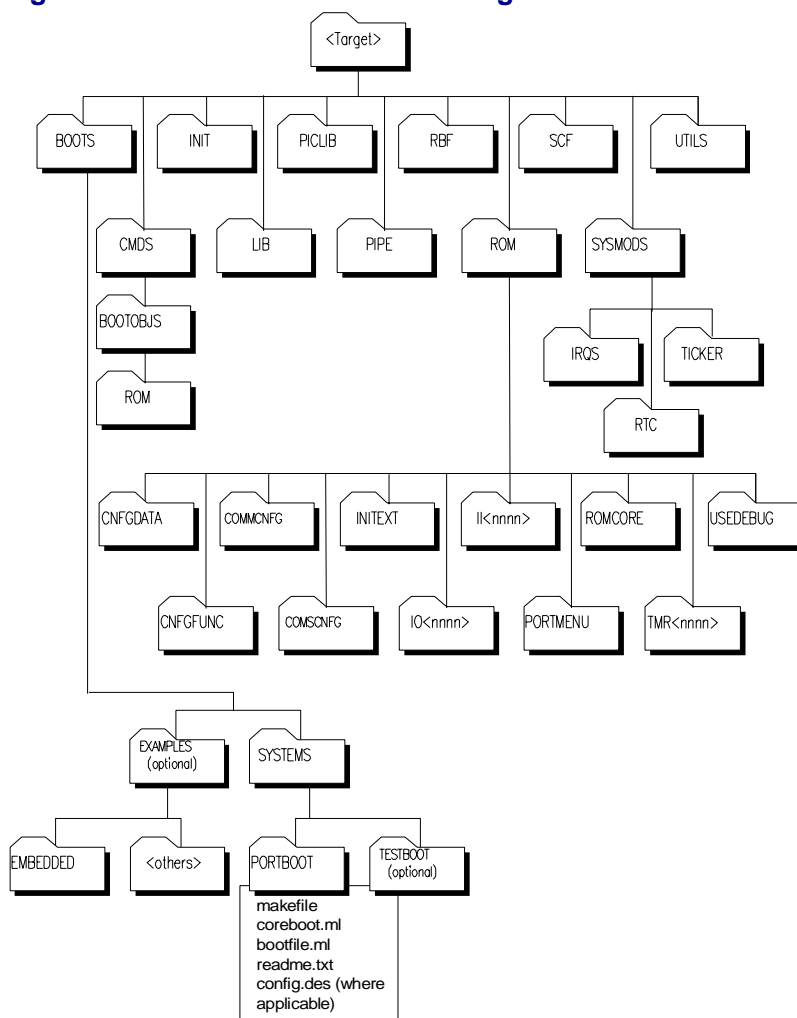 <Target>
BOOTS
INIT
PICLIB
RBF
SCF
UTILS
CMDS
LIB
PIPE
ROM
SYSMODS
BOOTOBJS
IRQS
TICKER
ROM
RTC
CNFGDATA
COMMCNFG
INITEXT
II<nnnn>
ROMCORE
USEDEBUG
CNFGFUNC
COMSCNFG
IO<nnnn>
PORTMENU
TMR<nnnn>
EXAMPLES
(optional)
SYSTEMS
EMBEDDED
<others>
PORTBOOT
TESTBOOT
(optional)
makefile
coreboot.ml
bootfile.ml
readme.txt
config.des (where
applicable)